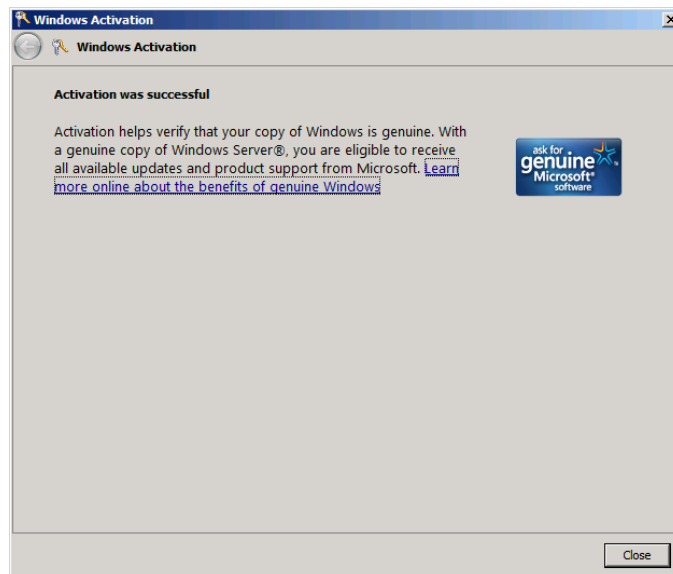 Windows Activation
Windows Activation
Activation was successful
Activation helps verify that your copy of Windows is genuine. With
a genuine copy of Windows Server®, you are eligible to receive
all available updates and product support from Microsoft. Learn
more online about the benefits of genuine Windows
ask for
genuine
Microsoft®
software
Close